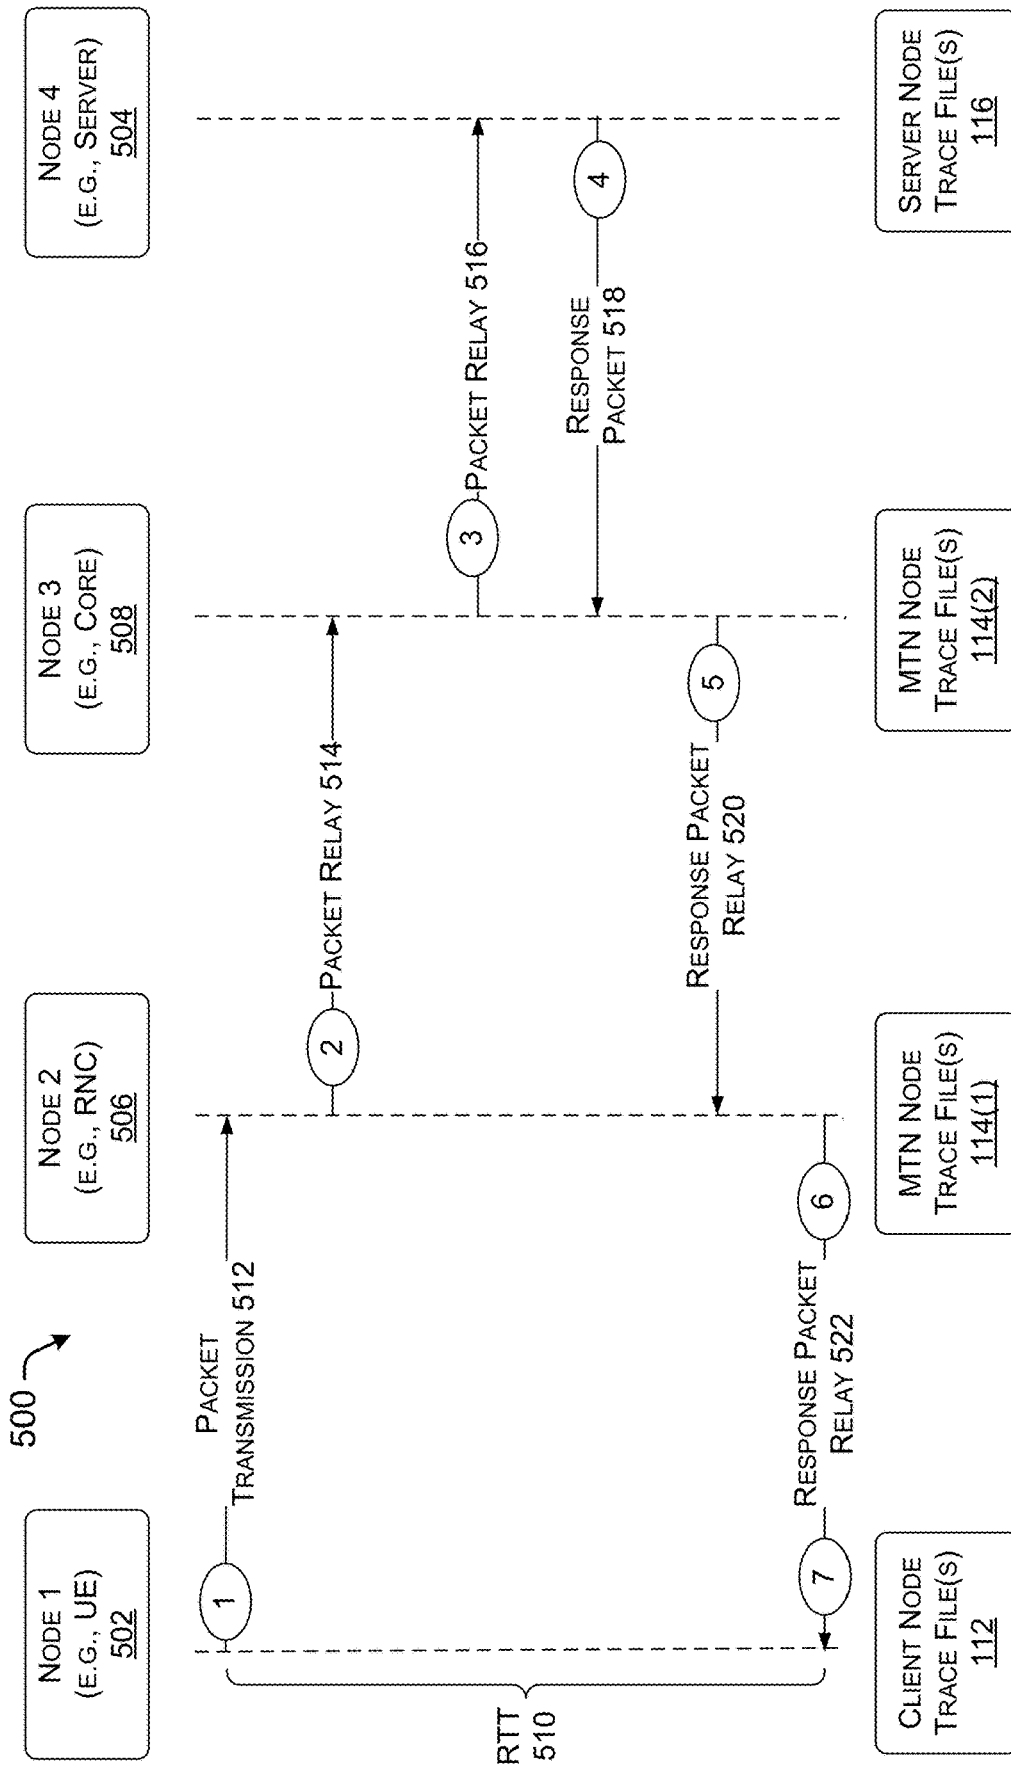 500
NODE 1
(E.G., UE)
502
NODE 2
(E.G., RNC)
506
NODE 3
(E.G., CORE)
508
NODE 4
(E.G., SERVER)
504
RTT
510
1
PACKET
TRANSMISSION 512
2
PACKET RELAY 514
3
PACKET RELAY 516
4
RESPONSE
PACKET 518
5
RESPONSE PACKET
RELAY 520
6
RESPONSE PACKET
RELAY 522
7
CLIENT NODE
TRACE FILE(S)
112
MTN NODE
TRACE FILE(S)
114(1)
MTN NODE
TRACE FILE(S)
114(2)
SERVER NODE
TRACE FILE(S)
116